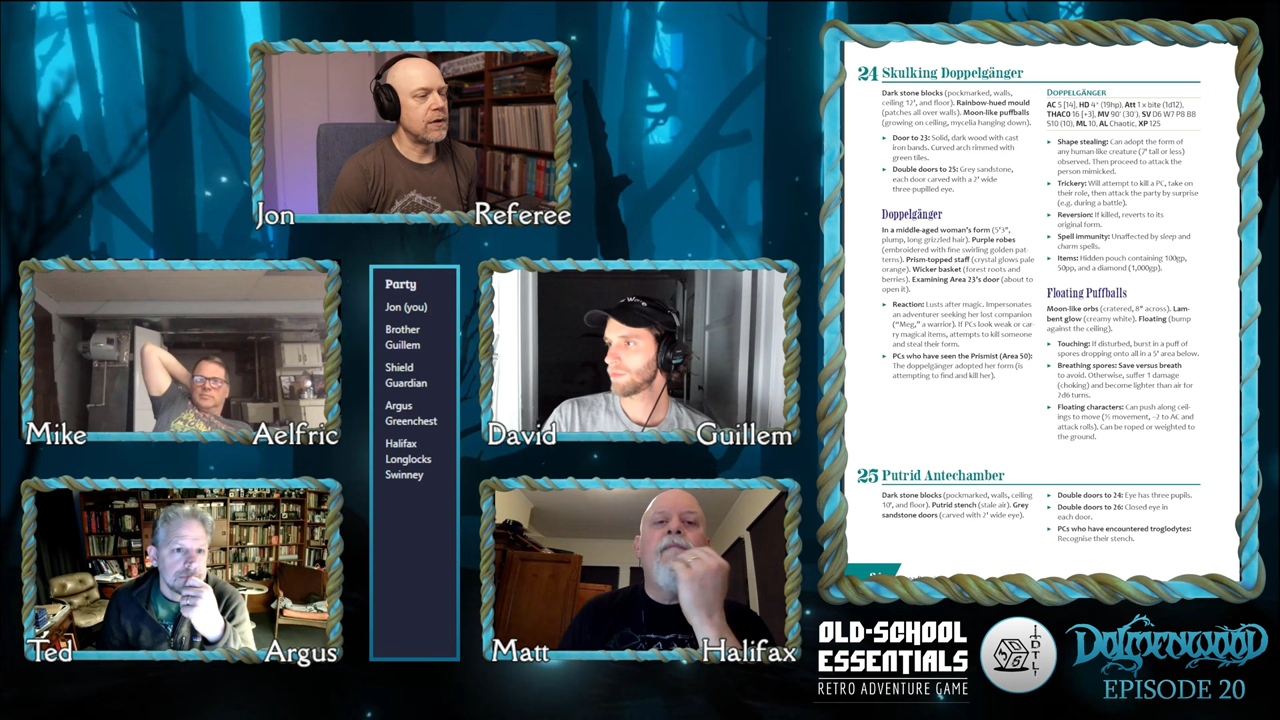 Jon Referee
Mike Aelfric
David Guillem
Ted Argus
Matt Halifax
Party
Jon (you)
Brother
Guillem
Shield
Guardian
Argus
Greenchest
Halifax
Longlocks
Swinney
24 Skulking Doppelgänger
Dark stone blocks (pockmarked, walls,
ceiling 12', and floor). Rainbow-hued mould
(patches all over walls). Moon-like puffballs
(growing on ceiling, mycelia hanging down).
► Door to 23: Solid, dark wood with cast
iron bands. Curved arch rimmed with
green tiles.
► Double doors to 25: Grey sandstone,
each door carved with a 2' wide
three pupilled eye.
Doppelgänger
In a middle-aged woman's form (5'3",
plump, long grizzled hair). Purple robes
(embroidered with fine swirling golden pat-
terns). Prism-topped staff (crystal glows pale
orange). Wicker basket (forest roots and
berries). Examining Area 23's door (about to
open it).
► Reaction: Lusts after magic. Impersonates
an adventurer seeking her lost companion
("Meg," a warrior). If PCs look weak or car-
ry magical items, attempts to kill someone
and steal their form.
► PCs who have seen the Prismist (Area 50):
The doppelgänger adopted her form (is
attempting to find and kill her).
DOPPELGÄNGER
AC 5 [14], HD 4* (19hp), Att 1 x bite (1d12),
THAC0 16 [+3], MV 90' (30'), SV D6 W7 P8 B8
S10 (10), ML 10, AL Chaotic, XP 125
► Shape stealing: Can adopt the form of
any human-like creature (7' tall or less)
observed. Then proceed to attack the
person mimicked.
► Trickery: Will attempt to kill a PC, take on
their role, then attack the party by surprise
(e.g. during a battle).
► Reversion: If killed, reverts to its
original form.
► Spell immunity: Unaffected by sleep and
charm spells.
► Items: Hidden pouch containing 100gp,
50pp, and a diamond (1,000gp).
Floating Puffballs
Moon-like orbs (cratered, 8" across). Lam-
bent glow (creamy white). Floating (bump
against the ceiling).
► Touching: If disturbed, burst in a puff of
spores dropping onto all in a 5' area below.
► Breathing spores: Save versus breath
to avoid. Otherwise, suffer 1 damage
(choking) and become lighter than air for
2d6 turns.
► Floating characters: Can push along ceil-
ings to move (½ movement, –2 to AC and
attack rolls). Can be roped or weighted to
the ground.
25 Putrid Antechamber
Dark stone blocks (pockmarked, walls, ceiling
10', and floor). Putrid stench (stale air). Grey
sandstone doors (carved with 2' wide eye).
► Double doors to 24: Eye has three pupils.
► Double doors to 26: Closed eye in
each door.
► PCs who have encountered troglodytes:
Recognise their stench.
OLD-SCHOOL
ESSENTIALS
RETRO ADVENTURE GAME
ITDTL!
Dolmenwood
EPISODE 20